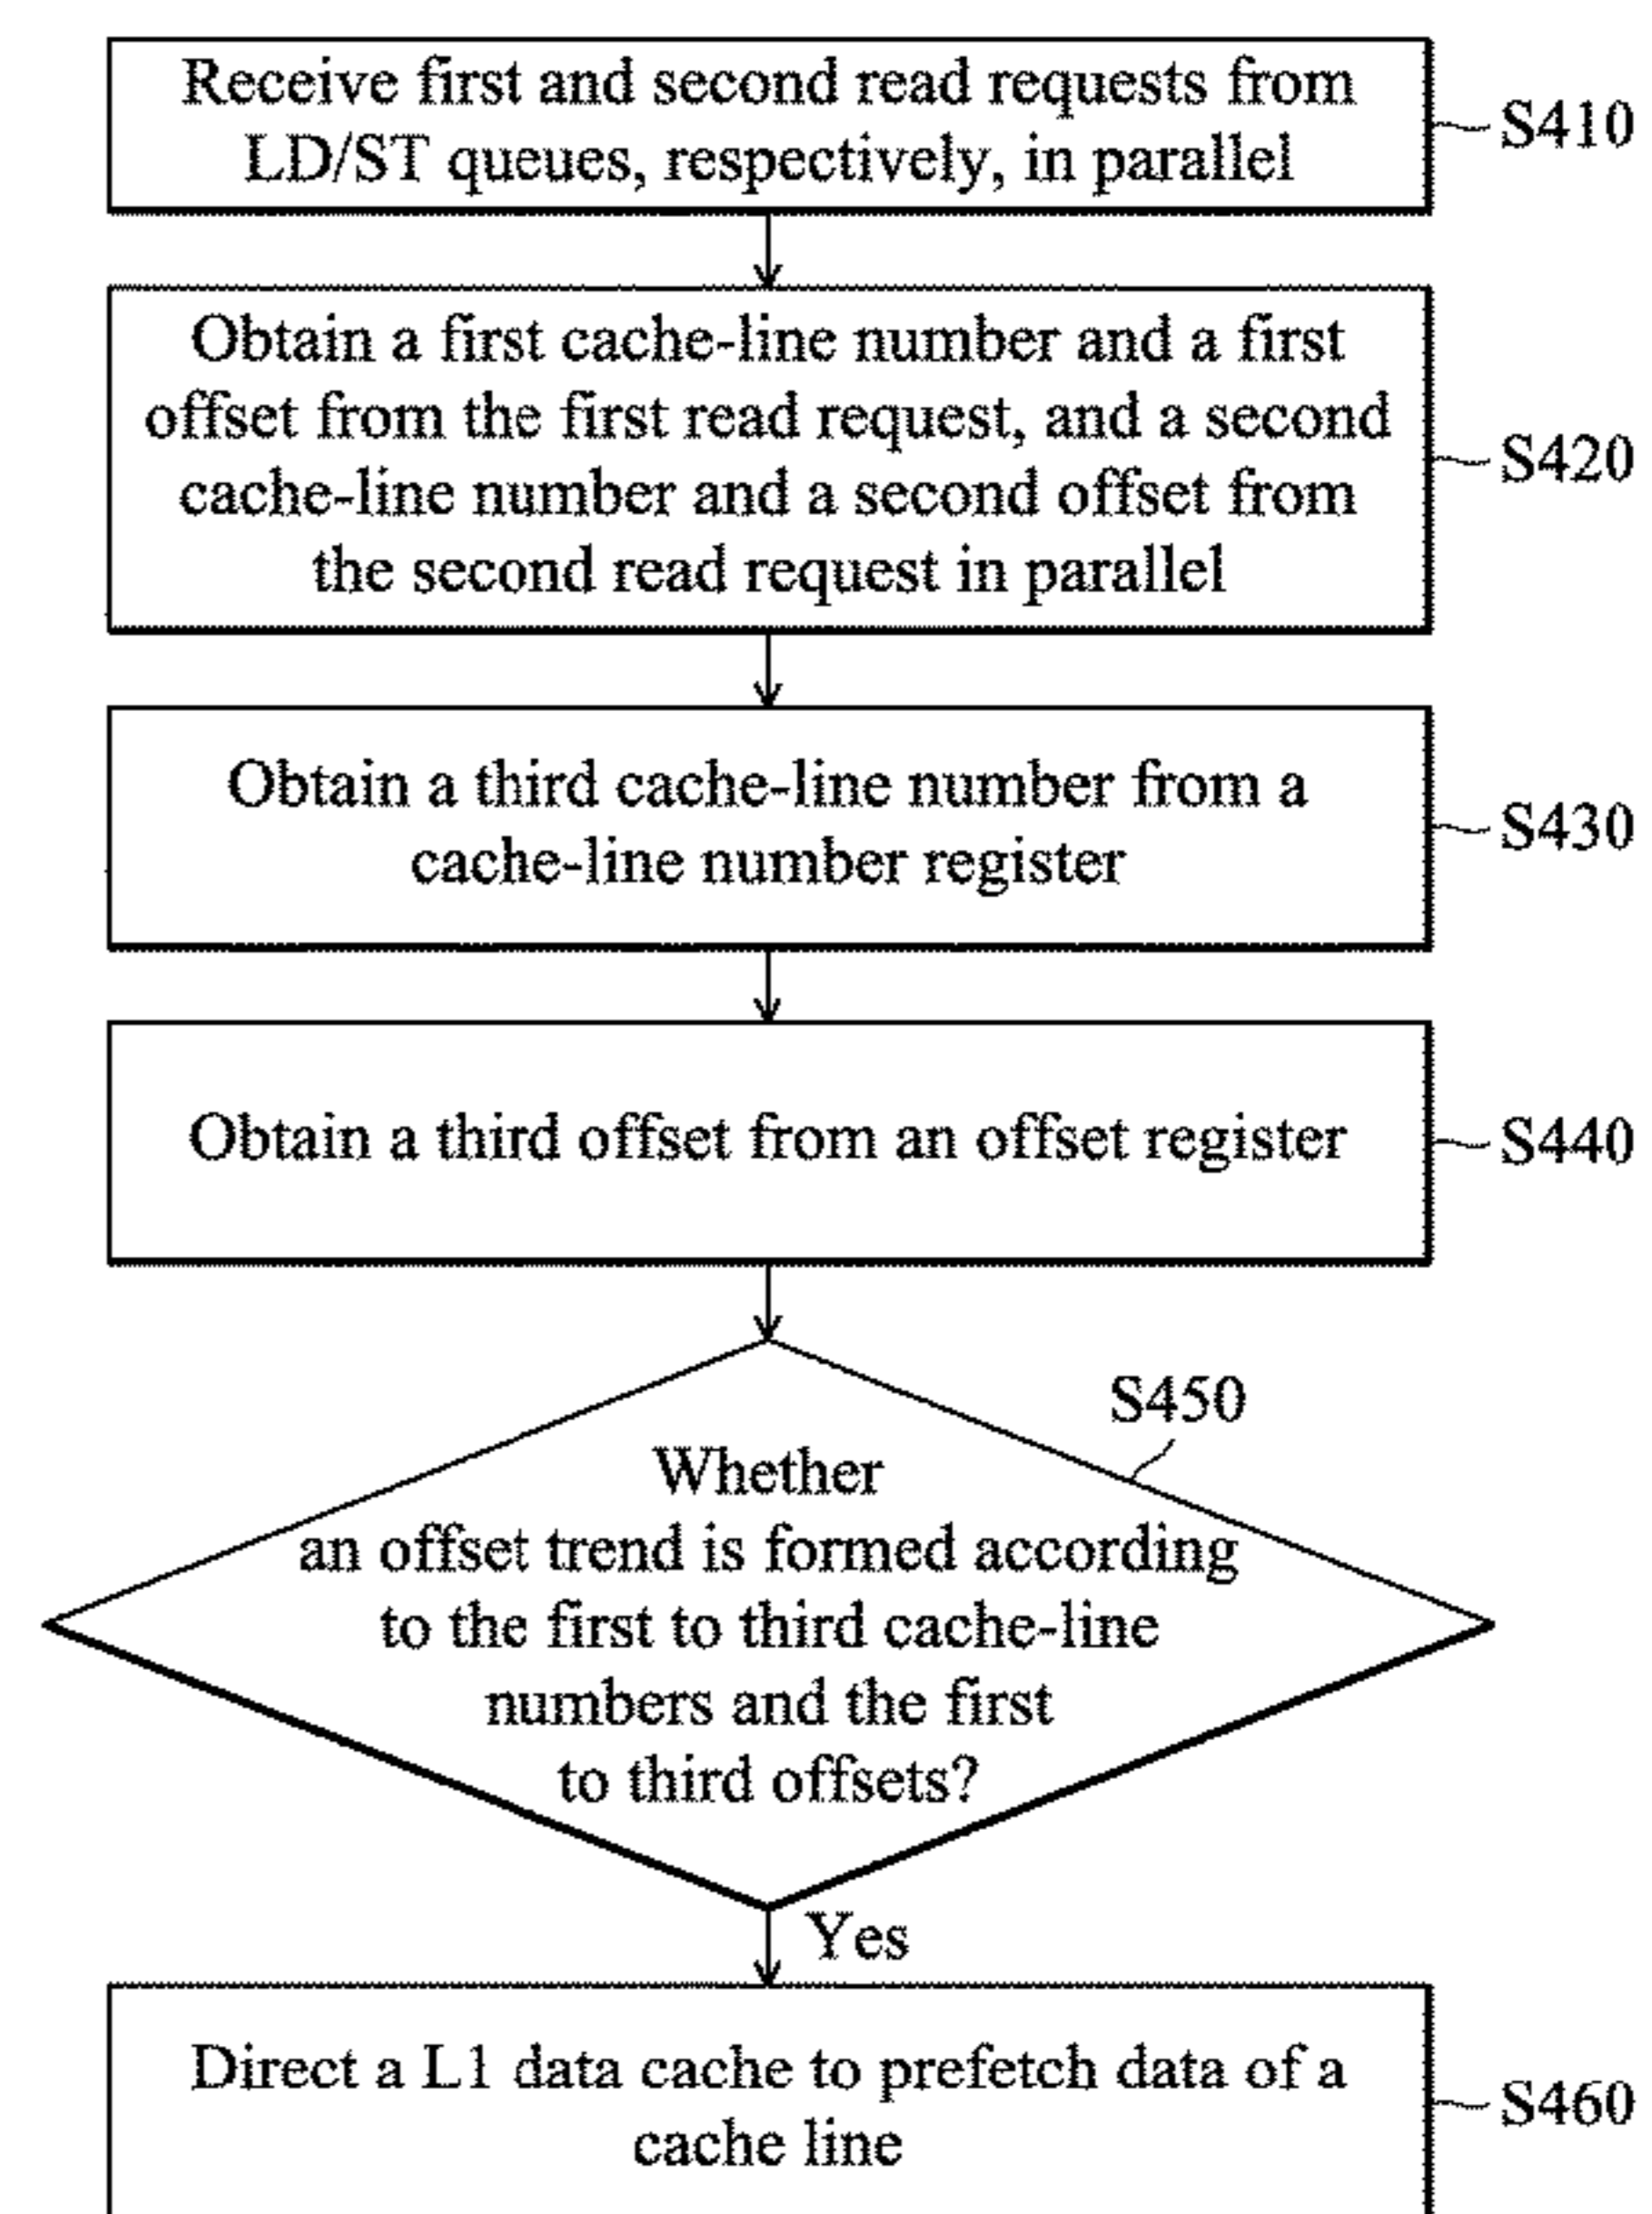 Receive first and second read requests from
LD/ST queues, respectively, in parallel
S410
Obtain a first cache-line number and a first
offset from the first read request, and a second
cache-line number and a second offset from
the second read request in parallel
S420
Obtain a third cache-line number from a
cache-line number register
S430
Obtain a third offset from an offset register
S440
S450
Whether
an offset trend is formed according
to the first to third cache-line
numbers and the first
to third offsets?
Yes
Direct a L1 data cache to prefetch data of a
cache line
S460